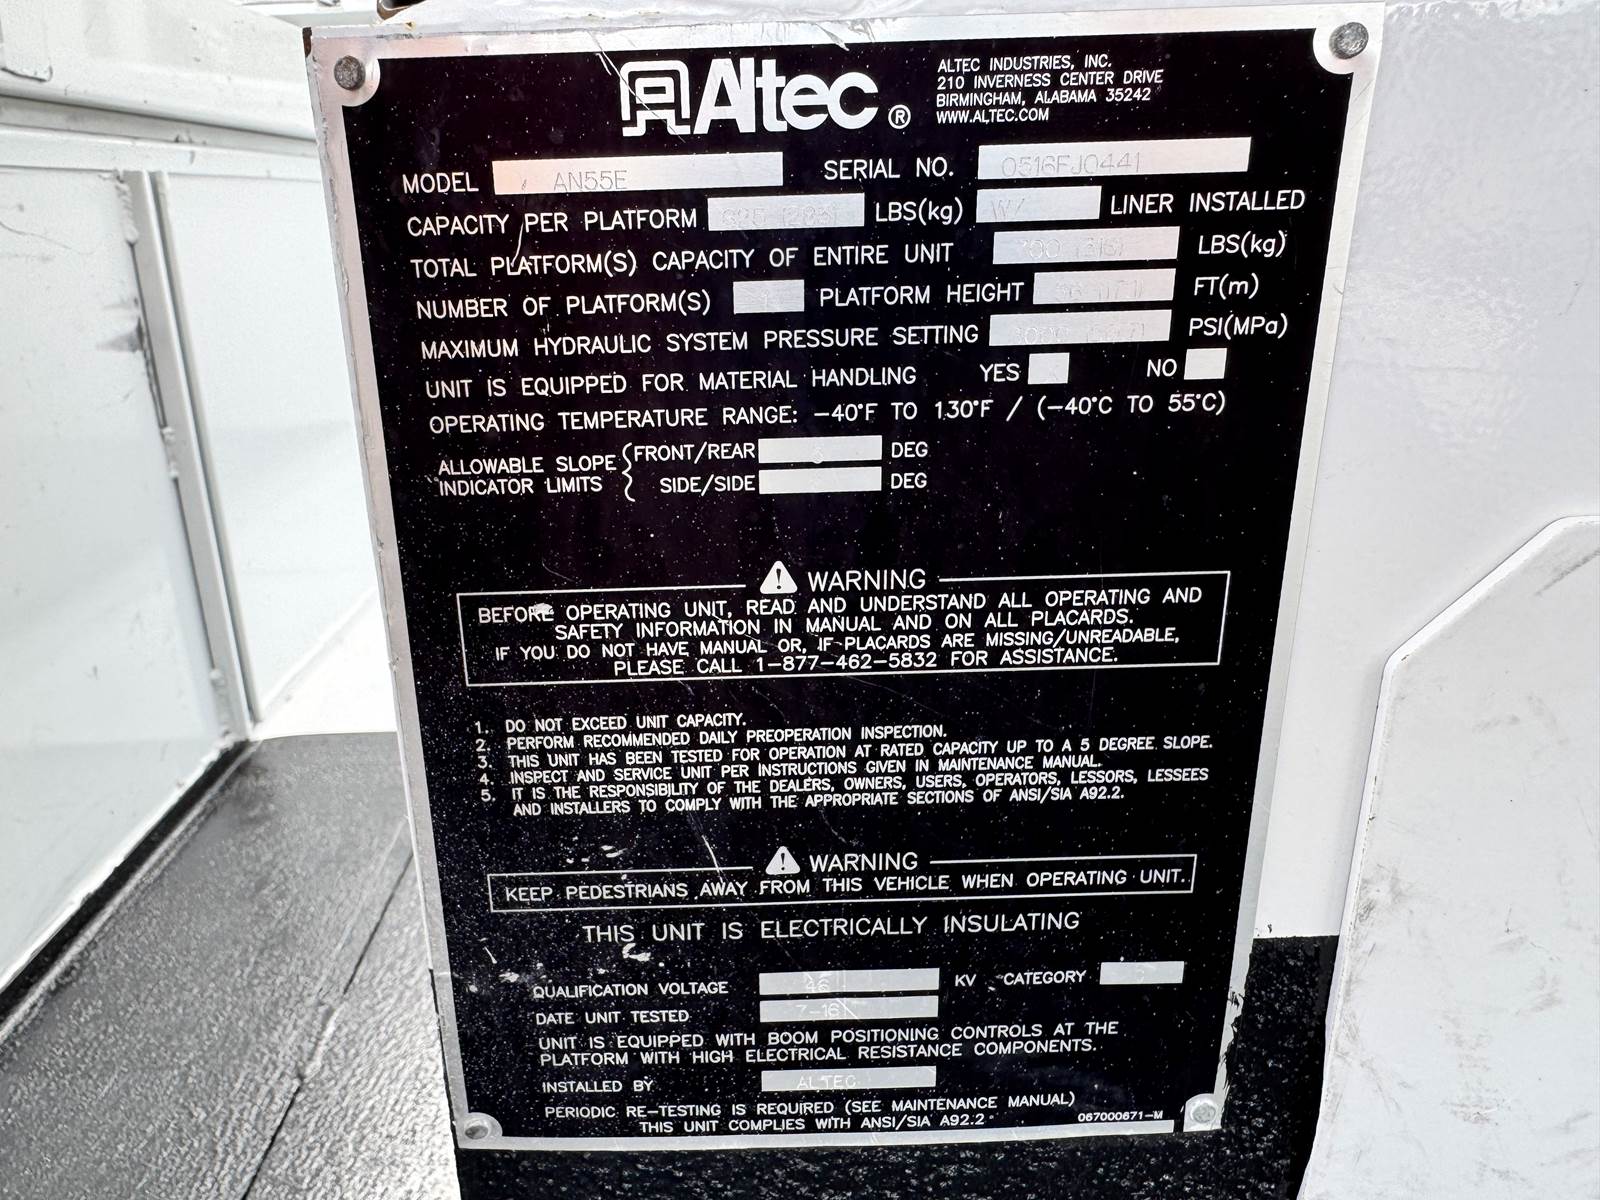 Altec®
ALTEC INDUSTRIES, INC.
210 INVERNESS CENTER DRIVE
BIRMINGHAM, ALABAMA 35242
WWW.ALTEC.COM
MODEL AN55E SERIAL NO. 0516FJ0441
CAPACITY PER PLATFORM LBS(kg) W/ LINER INSTALLED
TOTAL PLATFORM(S) CAPACITY OF ENTIRE UNIT LBS(kg)
NUMBER OF PLATFORM(S) 1 PLATFORM HEIGHT FT(m)
MAXIMUM HYDRAULIC SYSTEM PRESSURE SETTING PSI(MPa)
UNIT IS EQUIPPED FOR MATERIAL HANDLING YES NO
OPERATING TEMPERATURE RANGE: -40°F TO 130°F / (-40°C TO 55°C)
ALLOWABLE SLOPE INDICATOR LIMITS
FRONT/REAR DEG
SIDE/SIDE DEG
WARNING
BEFORE OPERATING UNIT, READ AND UNDERSTAND ALL OPERATING AND
SAFETY INFORMATION IN MANUAL AND ON ALL PLACARDS.
IF YOU DO NOT HAVE MANUAL OR, IF PLACARDS ARE MISSING/UNREADABLE,
PLEASE CALL 1-877-462-5832 FOR ASSISTANCE.
1. DO NOT EXCEED UNIT CAPACITY.
2. PERFORM RECOMMENDED DAILY PREOPERATION INSPECTION.
3. THIS UNIT HAS BEEN TESTED FOR OPERATION AT RATED CAPACITY UP TO A 5 DEGREE SLOPE.
4. INSPECT AND SERVICE UNIT PER INSTRUCTIONS GIVEN IN MAINTENANCE MANUAL.
5. IT IS THE RESPONSIBILITY OF THE DEALERS, OWNERS, USERS, OPERATORS, LESSORS, LESSEES
AND INSTALLERS TO COMPLY WITH THE APPROPRIATE SECTIONS OF ANSI/SIA A92.2.
WARNING
KEEP PEDESTRIANS AWAY FROM THIS VEHICLE WHEN OPERATING UNIT.
THIS UNIT IS ELECTRICALLY INSULATING
QUALIFICATION VOLTAGE 46 KV CATEGORY
DATE UNIT TESTED 7-16
UNIT IS EQUIPPED WITH BOOM POSITIONING CONTROLS AT THE
PLATFORM WITH HIGH ELECTRICAL RESISTANCE COMPONENTS.
INSTALLED BY ALTEC
PERIODIC RE-TESTING IS REQUIRED (SEE MAINTENANCE MANUAL)
THIS UNIT COMPLIES WITH ANSI/SIA A92.2
067000671-M